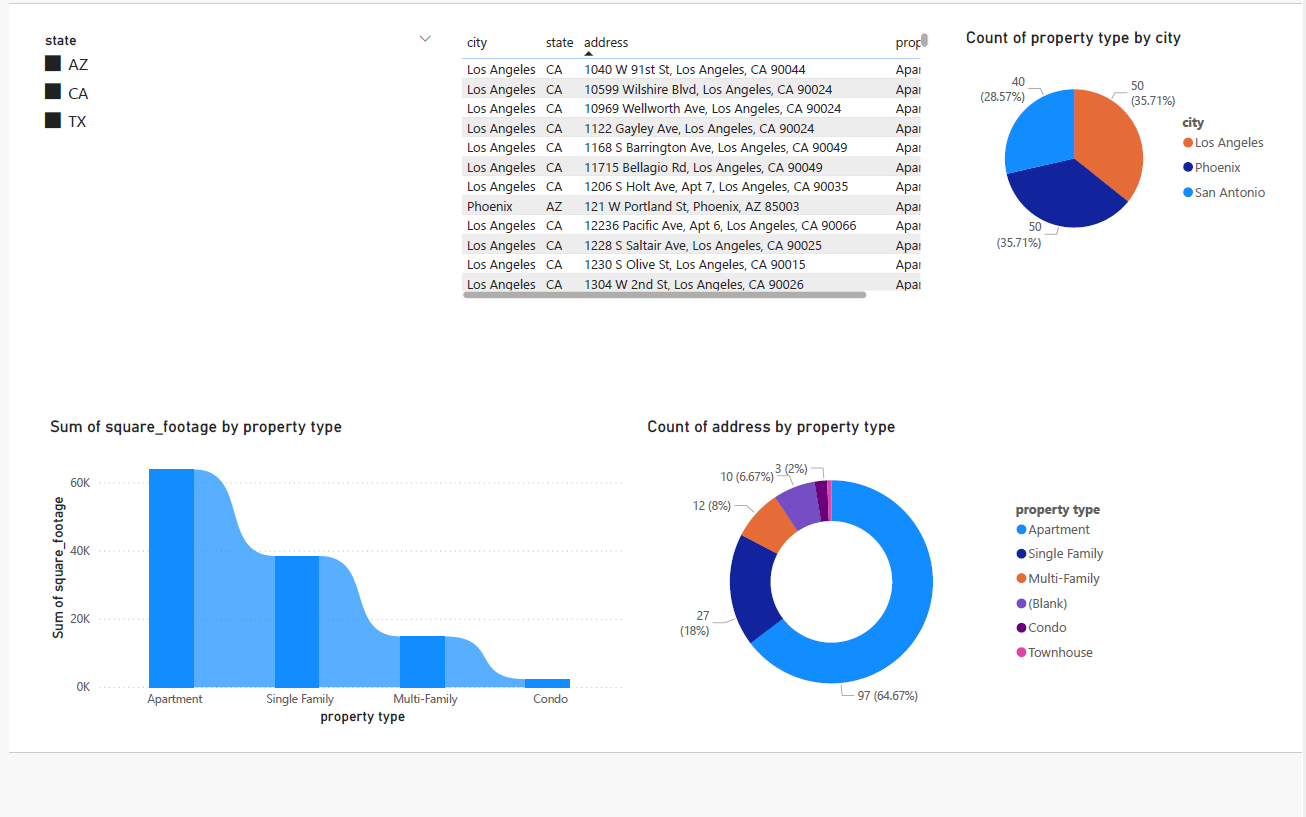 state
AZ
CA
TX
city state address prop
Los Angeles CA 1040 W 91st St, Los Angeles, CA 90044 Apar
Los Angeles CA 10599 Wilshire Blvd, Los Angeles, CA 90024 Apar
Los Angeles CA 10969 Wellworth Ave, Los Angeles, CA 90024 Apar
Los Angeles CA 1122 Gayley Ave, Los Angeles, CA 90024 Apar
Los Angeles CA 1168 S Barrington Ave, Los Angeles, CA 90049 Apar
Los Angeles CA 11715 Bellagio Rd, Los Angeles, CA 90049 Apar
Los Angeles CA 1206 S Holt Ave, Apt 7, Los Angeles, CA 90035 Apar
Phoenix AZ 121 W Portland St, Phoenix, AZ 85003 Apar
Los Angeles CA 12236 Pacific Ave, Apt 6, Los Angeles, CA 90066 Apar
Los Angeles CA 1228 S Saltair Ave, Los Angeles, CA 90025 Apar
Los Angeles CA 1230 S Olive St, Los Angeles, CA 90015 Apar
Los Angeles CA 1304 W 2nd St, Los Angeles, CA 90026 Apar
Count of property type by city
40
(28.57%)
50
(35.71%)
50
(35.71%)
city
Los Angeles
Phoenix
San Antonio
Sum of square_footage by property type
Sum of square_footage
60K
40K
20K
0K
Apartment Single Family Multi-Family Condo
property type
Count of address by property type
3 (2%)
10 (6.67%)
12 (8%)
27
(18%)
97 (64.67%)
property type
Apartment
Single Family
Multi-Family
(Blank)
Condo
Townhouse